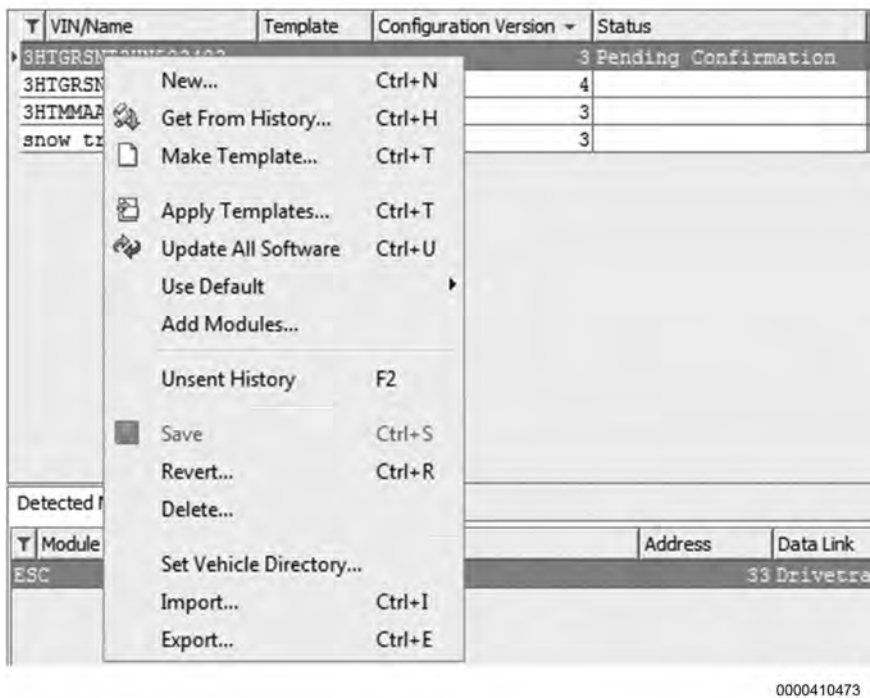 VIN/Name Template Configuration Version Status
3 Pending Confirmation
3HTGRSN 4
3HTMMAA 3
snow tr 3
New... Ctrl+N
Get From History... Ctrl+H
Make Template... Ctrl+T
Apply Templates... Ctrl+T
Update All Software Ctrl+U
Use Default
Add Modules...
Unsent History F2
Save Ctrl+S
Revert... Ctrl+R
Delete...
Set Vehicle Directory...
Import... Ctrl+I
Export... Ctrl+E
Detected
Module Address Data Link
ESC 33 Drivetra
0000410473